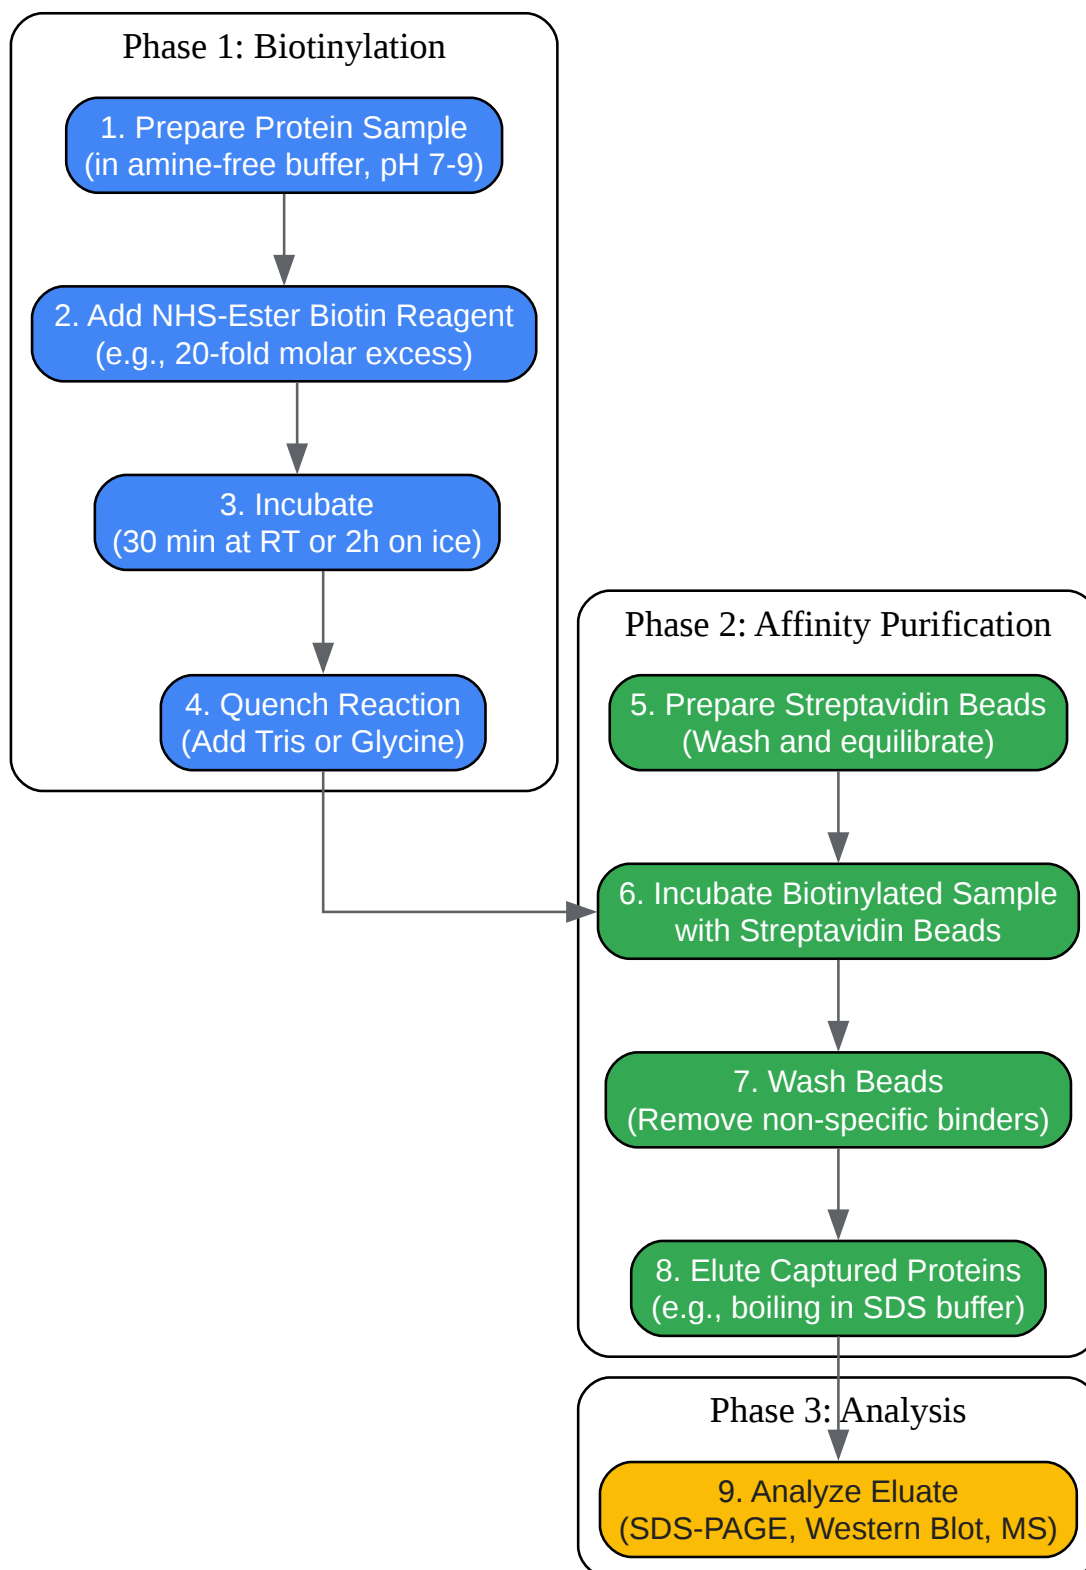 Phase 1: Biotinylation
1. Prepare Protein Sample
(in amine-free buffer, pH 7-9)
2. Add NHS-Ester Biotin Reagent
(e.g., 20-fold molar excess)
3. Incubate
(30 min at RT or 2h on ice)
4. Quench Reaction
(Add Tris or Glycine)
Phase 2: Affinity Purification
5. Prepare Streptavidin Beads
(Wash and equilibrate)
6. Incubate Biotinylated Sample
with Streptavidin Beads
7. Wash Beads
(Remove non-specific binders)
8. Elute Captured Proteins
(e.g., boiling in SDS buffer)
Phase 3: Analysis
9. Analyze Eluate
(SDS-PAGE, Western Blot, MS)